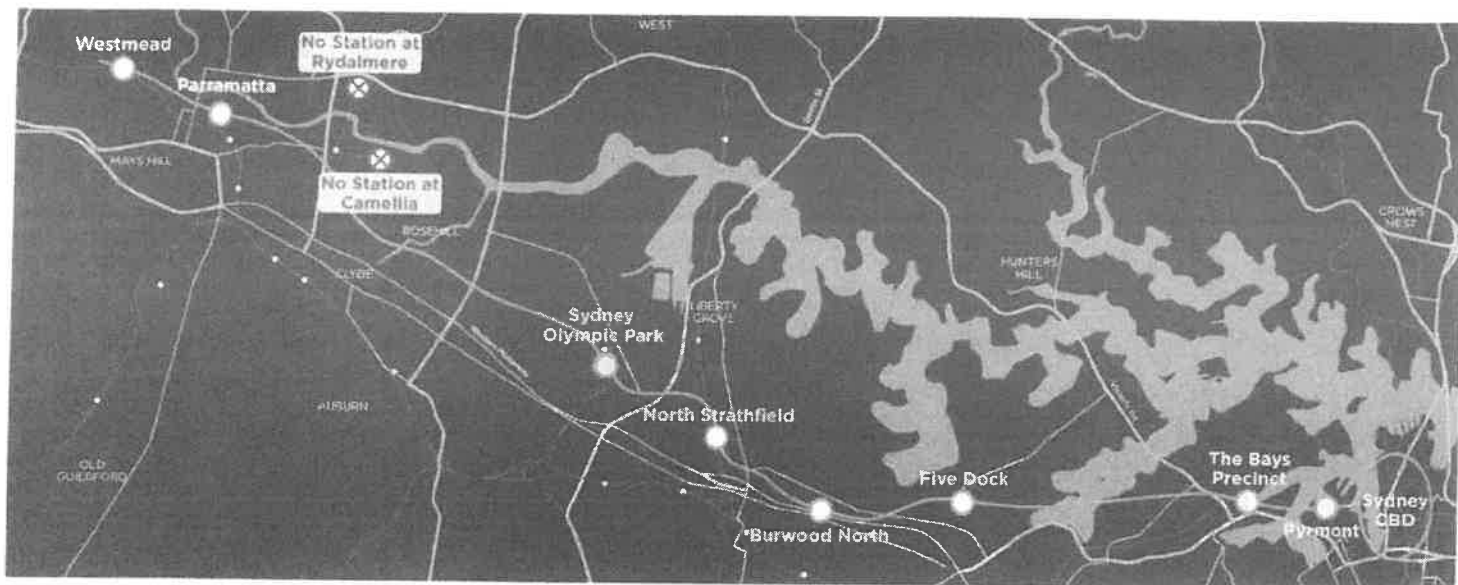 WEST
Westmead
No Station at
Rydalmere
Parramatta
MAYS HILL
No Station at
Camellia
ROSEHILL
CROWS
NEST
HUNTERS
HILL
CLYDE
LIBERTY
GROVE
Sydney
Olympic Park
AUBURN
North Strathfield
OLD
GUILDFORD
Five Dock
The Bays
Precinct
Sydney
CBD
Pyrmont
Burwood North